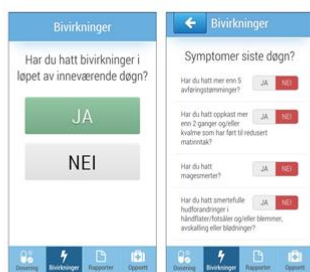 Bivirkninger
Har du hatt bivirkninger i
løpet av inneværende døgn?
JA
NEI
Dosering
Bivirkninger
Rapporter
Opptørt
Bivirkninger
Symptomer siste døgn?
Har du hatt mer enn 5
avføringstømminger?
JA NEI
Har du hatt oppkast mer
enn 2 ganger og/eller
kvalme som har ført til redusert
matinntak?
JA NEI
Har du hatt
magesmerter?
JA NEI
Har du hatt smertefulle
hudforandringer i
håndflater/fotsåler og/eller blemmer,
avskalling eller blødninger?
JA NEI
Dosering
Bivirkninger
Rapporter